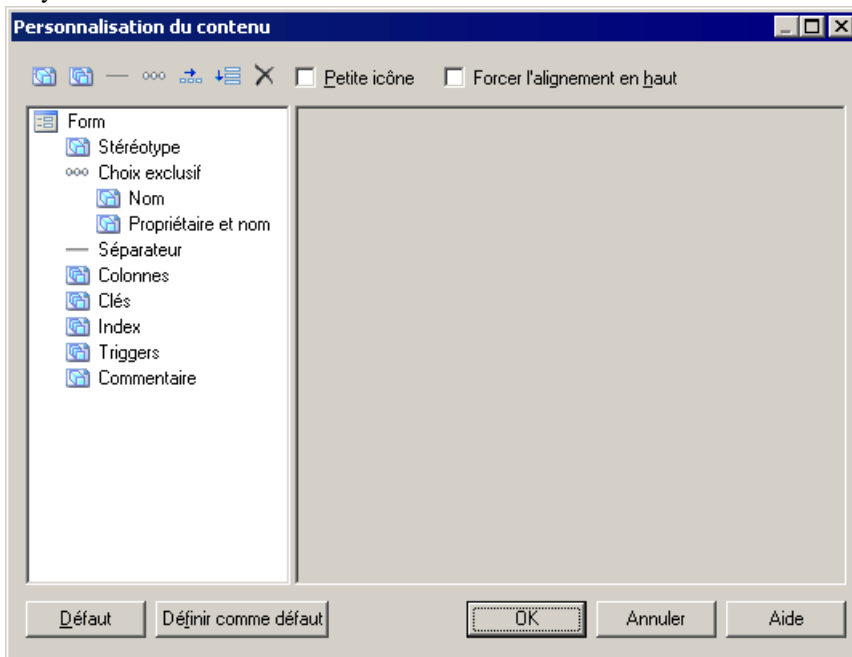 Personnalisation du contenu
Petite icône Forcer l'alignement en haut
Form
Stéréotype
Choix exclusif
Nom
Propriétaire et nom
Séparateur
Colonnes
Clés
Index
Triggers
Commentaire
Défaut Définir comme défaut OK Annuler Aide